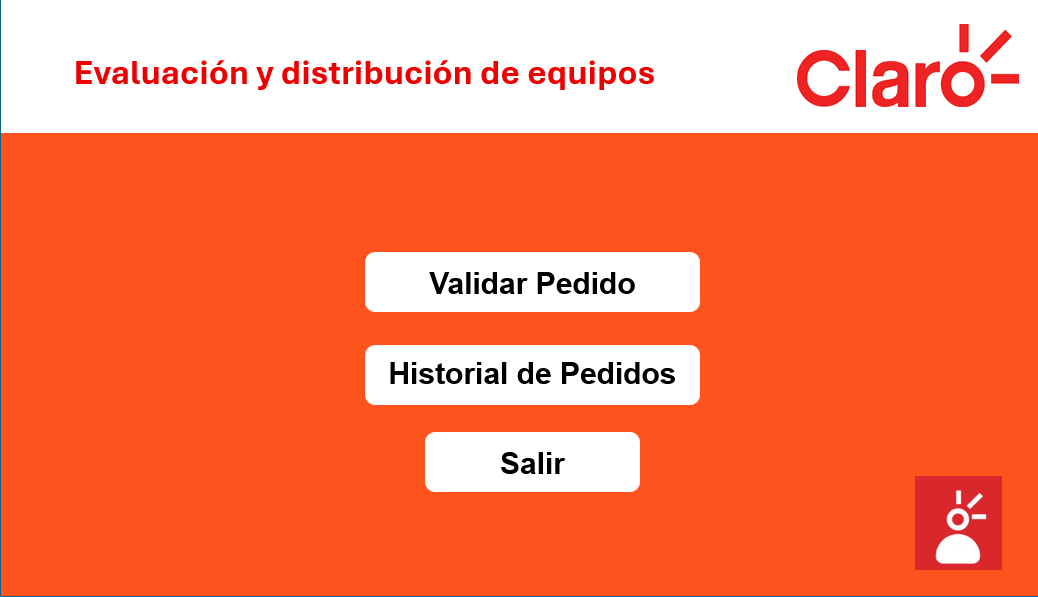 Evaluación y distribución de equipos
Claro
Validar Pedido
Historial de Pedidos
Salir